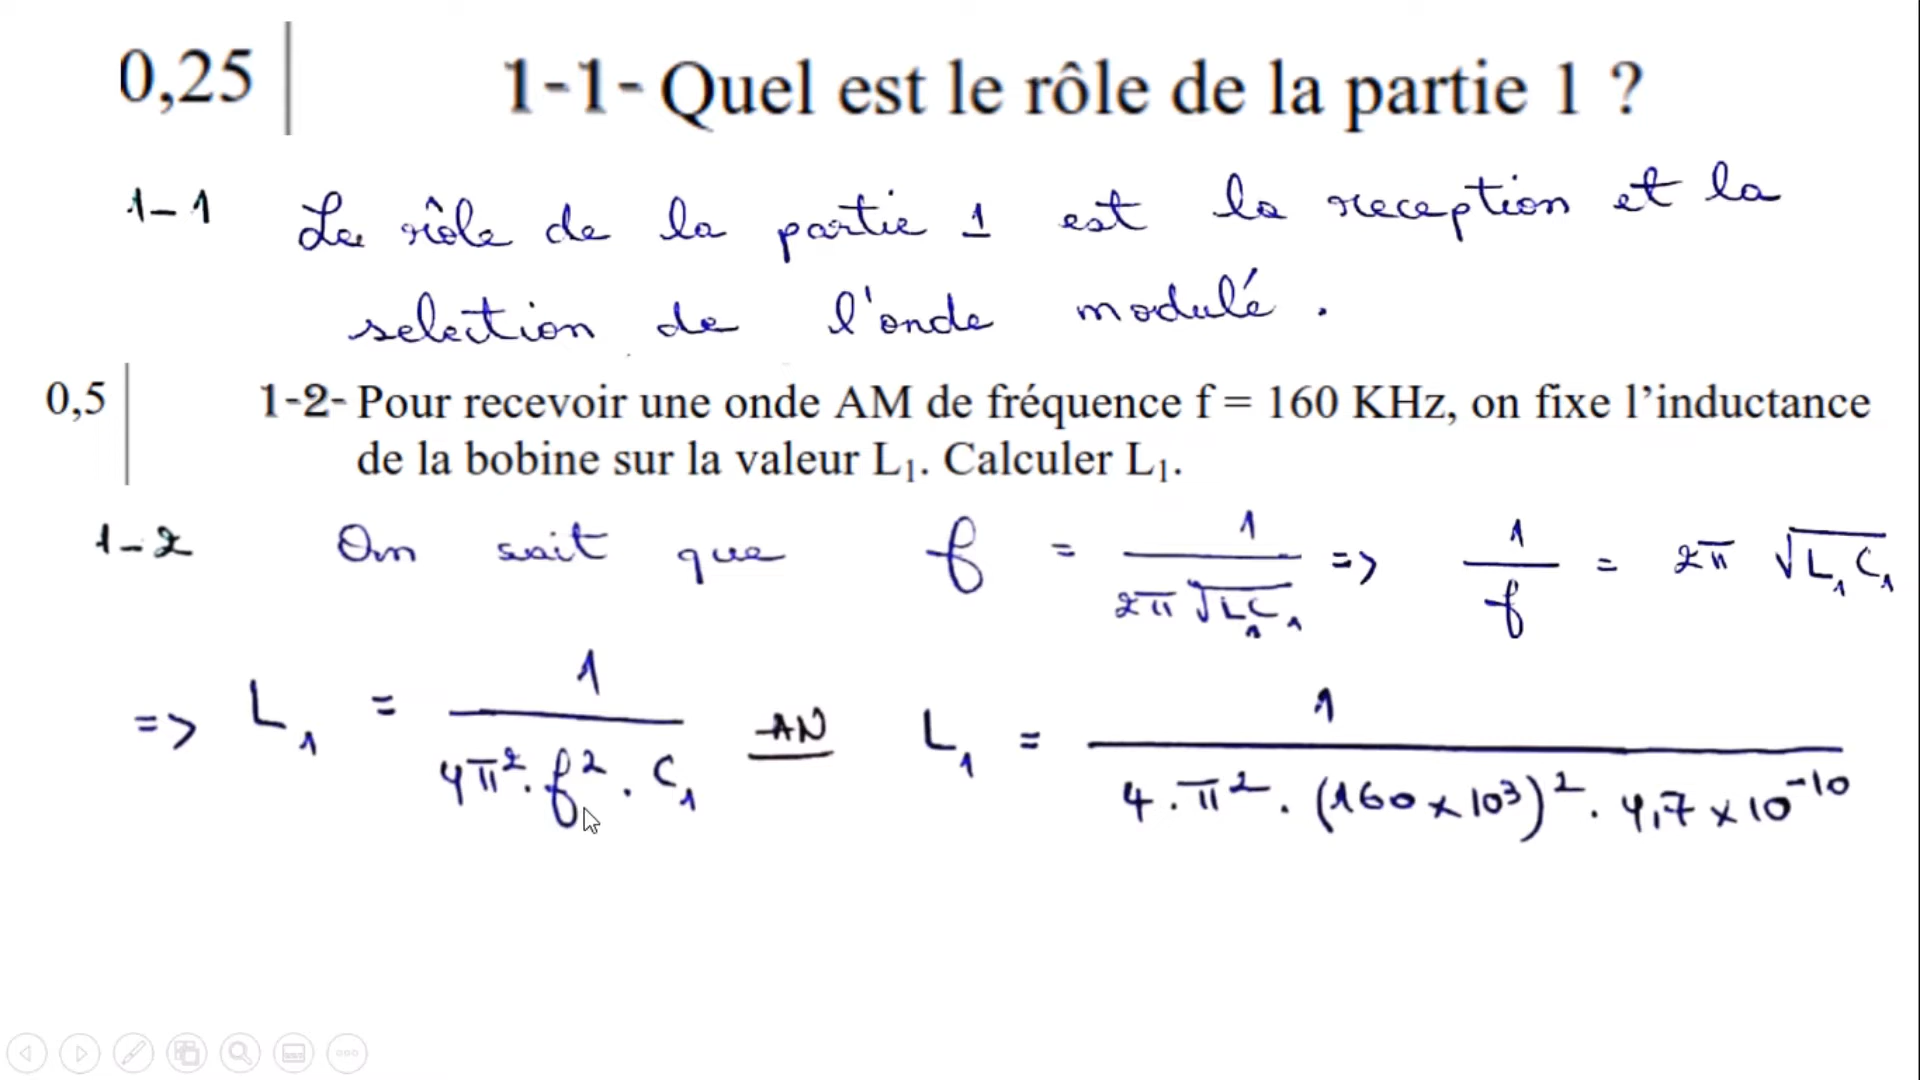 0,25 1-1- Quel est le rôle de la partie 1 ?
1-1 Le rôle de la partie 1 est la reception et la
selection de l'onde modulé.
0,5 1-2- Pour recevoir une onde AM de fréquence f = 160 KHz, on fixe l'inductance
de la bobine sur la valeur L₁. Calculer L₁.
1-2 On sait que f = 1 / (2π √(L₁C₁)) => 1/f = 2π √(L₁C₁)
=> L₁ = 1 / (4π² . f² . C₁) AN L₁ = 1 / (4 . π² . (160 × 10³)² . 4,7 × 10⁻¹⁰)